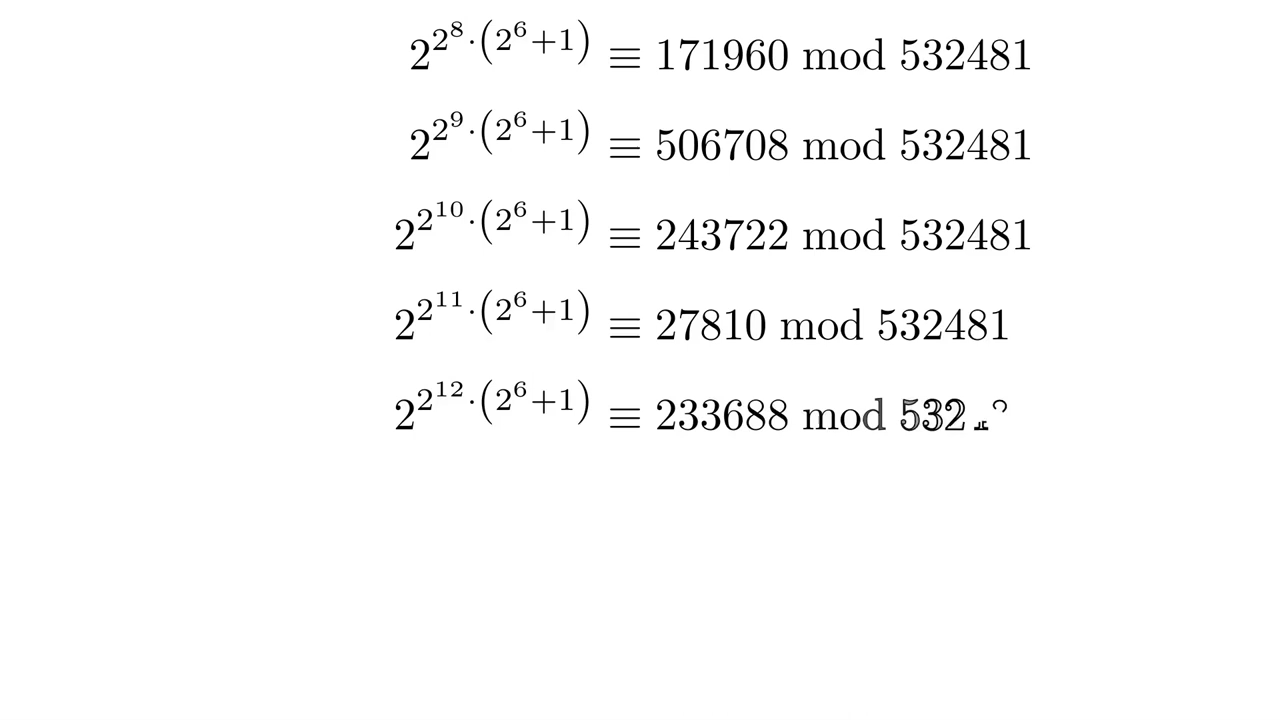 2^{2^8·(2^6+1)} ≡ 171960 mod 532481
2^{2^9·(2^6+1)} ≡ 506708 mod 532481
2^{2^{10}·(2^6+1)} ≡ 243722 mod 532481
2^{2^{11}·(2^6+1)} ≡ 27810 mod 532481
2^{2^{12}·(2^6+1)} ≡ 233688 mod 532